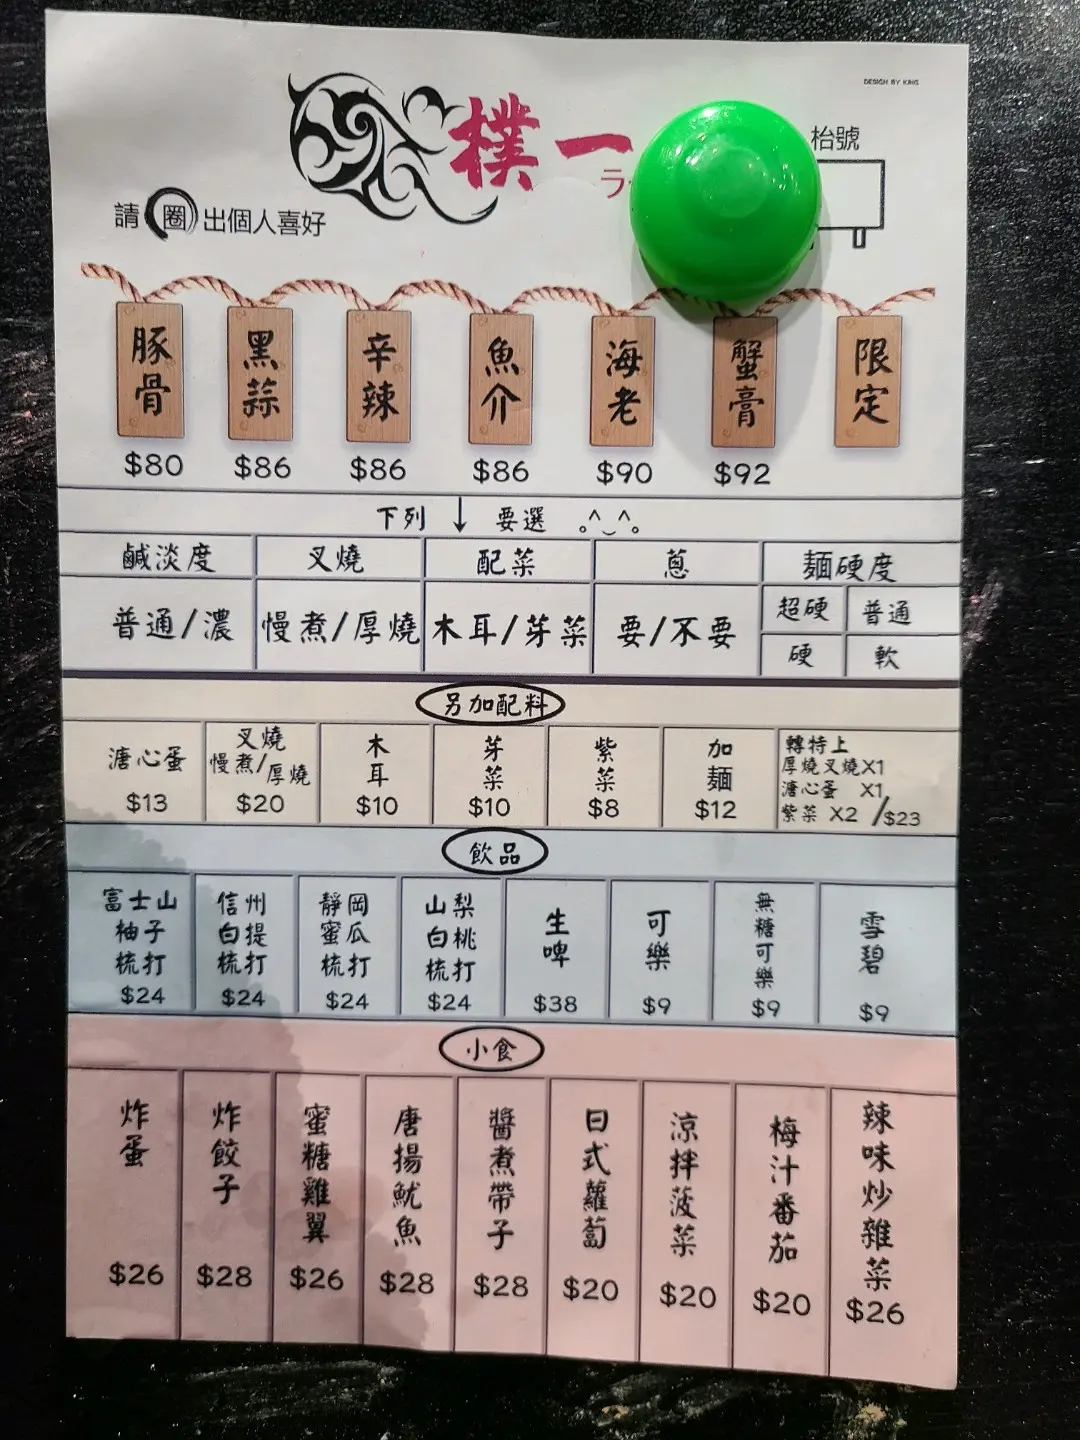 DESIGN BY KING
樸一
枱號
請圈出個人喜好
豚骨 黑蒜 辛辣 魚介 海老 蟹膏 限定
$80 $86 $86 $86 $90 $92
下列 ↓ 要選 。^‿^。
鹹淡度 叉燒 配菜 蔥 麵硬度
普通/濃 慢煮/厚燒 木耳/芽菜 要/不要
超硬 普通
硬 軟
另加配料
溏心蛋 $13
叉燒
慢煮/厚燒
$20
木耳 $10
芽菜 $10
紫菜 $8
加麵 $12
轉特上
厚燒叉燒X1
溏心蛋 X1
紫菜 X2 /$23
飲品
富士山
柚子
梳打
$24
信州
白提
梳打
$24
靜岡
蜜瓜
梳打
$24
山梨
白桃
梳打
$24
生啤 $38
可樂 $9
無糖可樂 $9
雪碧 $9
小食
炸蛋 $26
炸餃子 $28
蜜糖雞翼 $26
唐揚魷魚 $28
醬煮帶子 $28
日式蘿蔔 $20
涼拌菠菜 $20
梅汁番茄 $20
辣味炒雜菜 $26